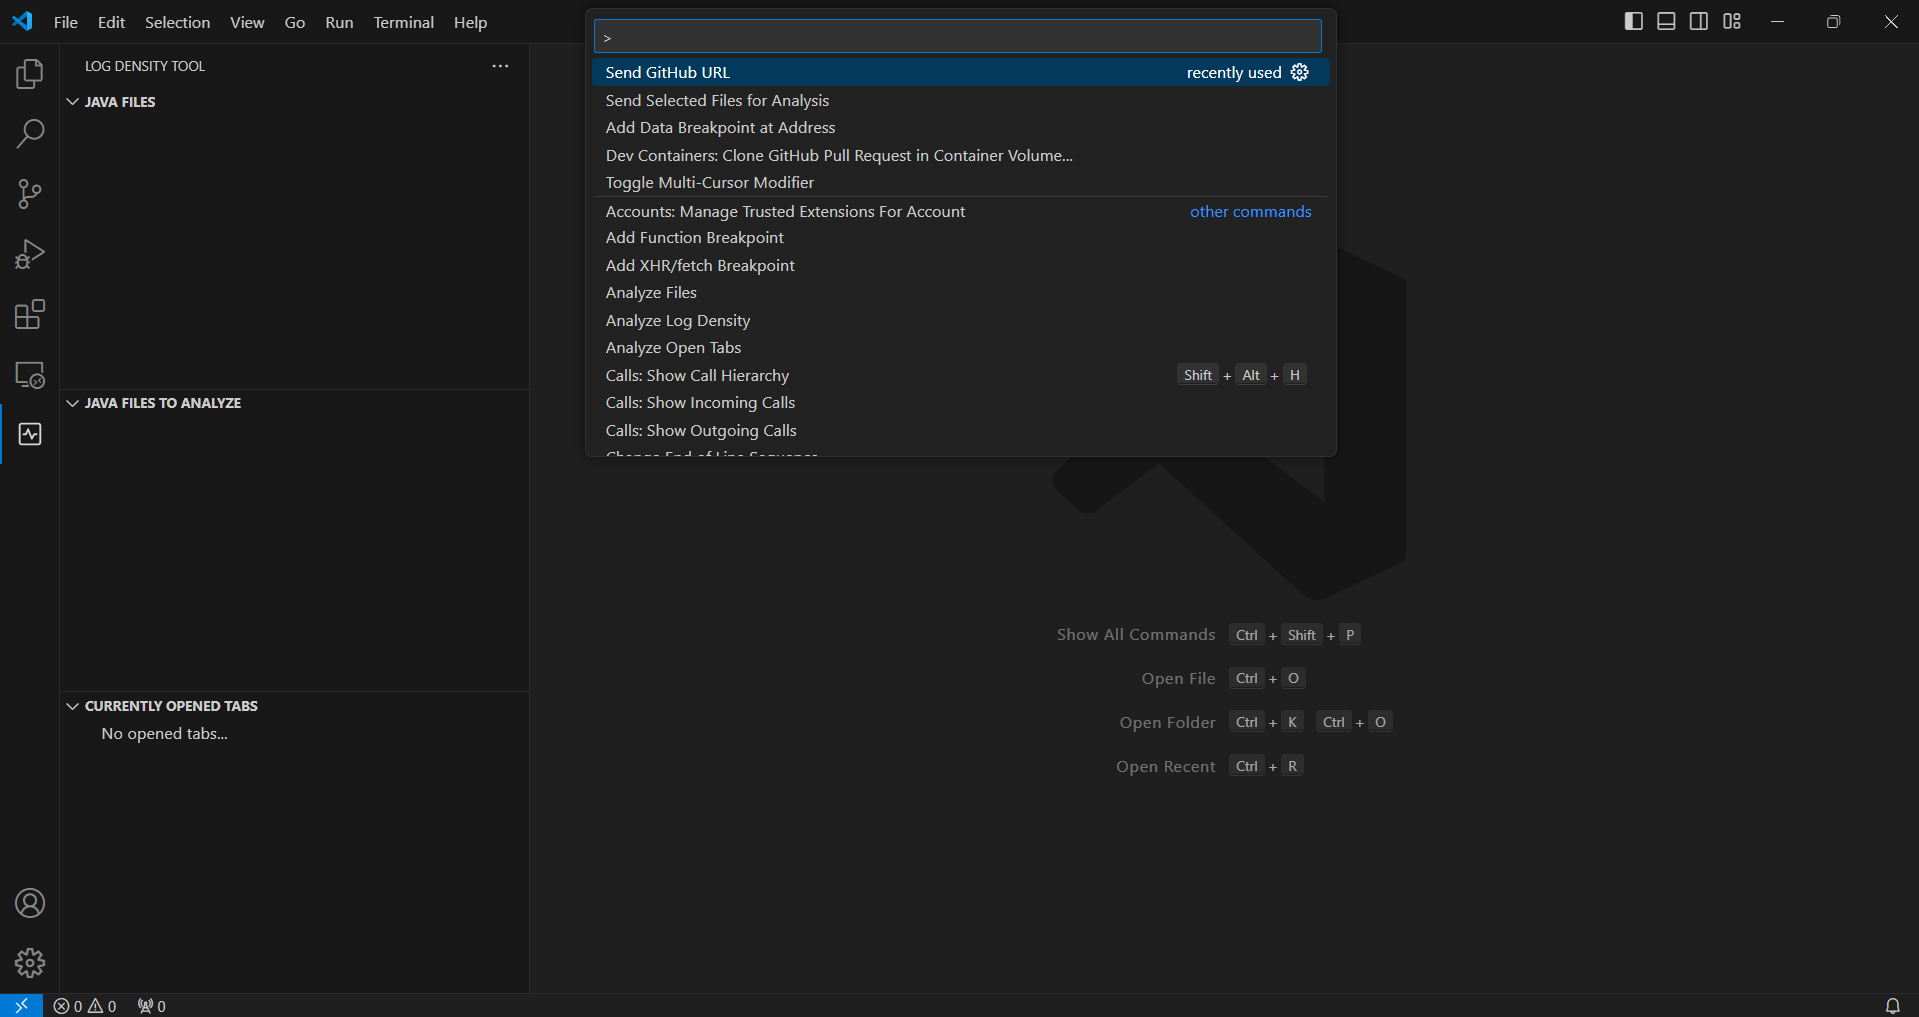 File Edit Selection View Go Run Terminal Help
>
LOG DENSITY TOOL
JAVA FILES
JAVA FILES TO ANALYZE
CURRENTLY OPENED TABS
No opened tabs...
Send GitHub URL recently used
Send Selected Files for Analysis
Add Data Breakpoint at Address
Dev Containers: Clone GitHub Pull Request in Container Volume...
Toggle Multi-Cursor Modifier
Accounts: Manage Trusted Extensions For Account other commands
Add Function Breakpoint
Add XHR/fetch Breakpoint
Analyze Files
Analyze Log Density
Analyze Open Tabs
Calls: Show Call Hierarchy Shift + Alt + H
Calls: Show Incoming Calls
Calls: Show Outgoing Calls
Change End of Line Sequence
Show All Commands Ctrl + Shift + P
Open File Ctrl + O
Open Folder Ctrl + K Ctrl + O
Open Recent Ctrl + R
0 0 0